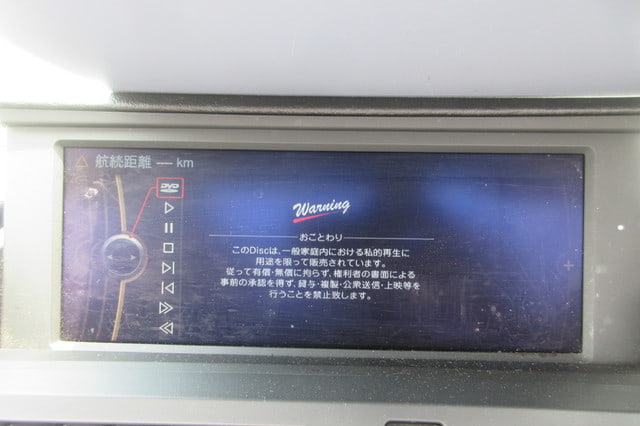 航続距離 ---- km
DVD
Warning
おことわり
このDiscは、一般家庭内における私的再生に
用途を限って販売されています。
従って有償・無償に拘らず、権利者の書面による
事前の承認を得ず、貸与・複製・公衆送信・上映等を
行うことを禁止致します。